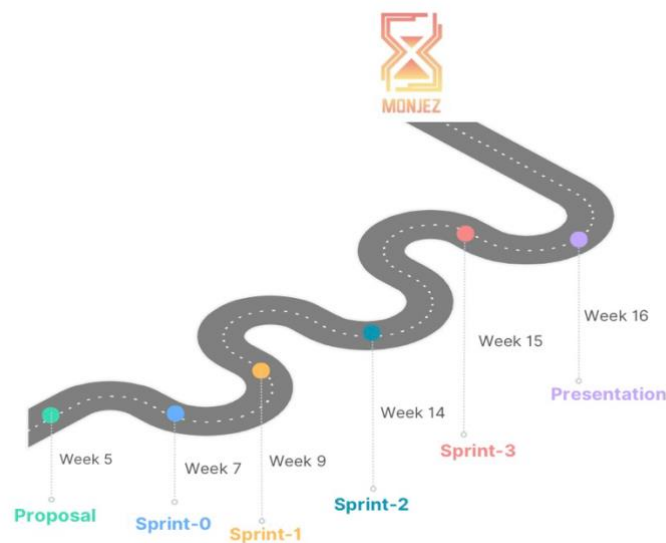 MONJEZ
Week 5
Proposal
Week 7
Sprint-0
Week 9
Sprint-1
Week 14
Sprint-2
Week 15
Sprint-3
Week 16
Presentation